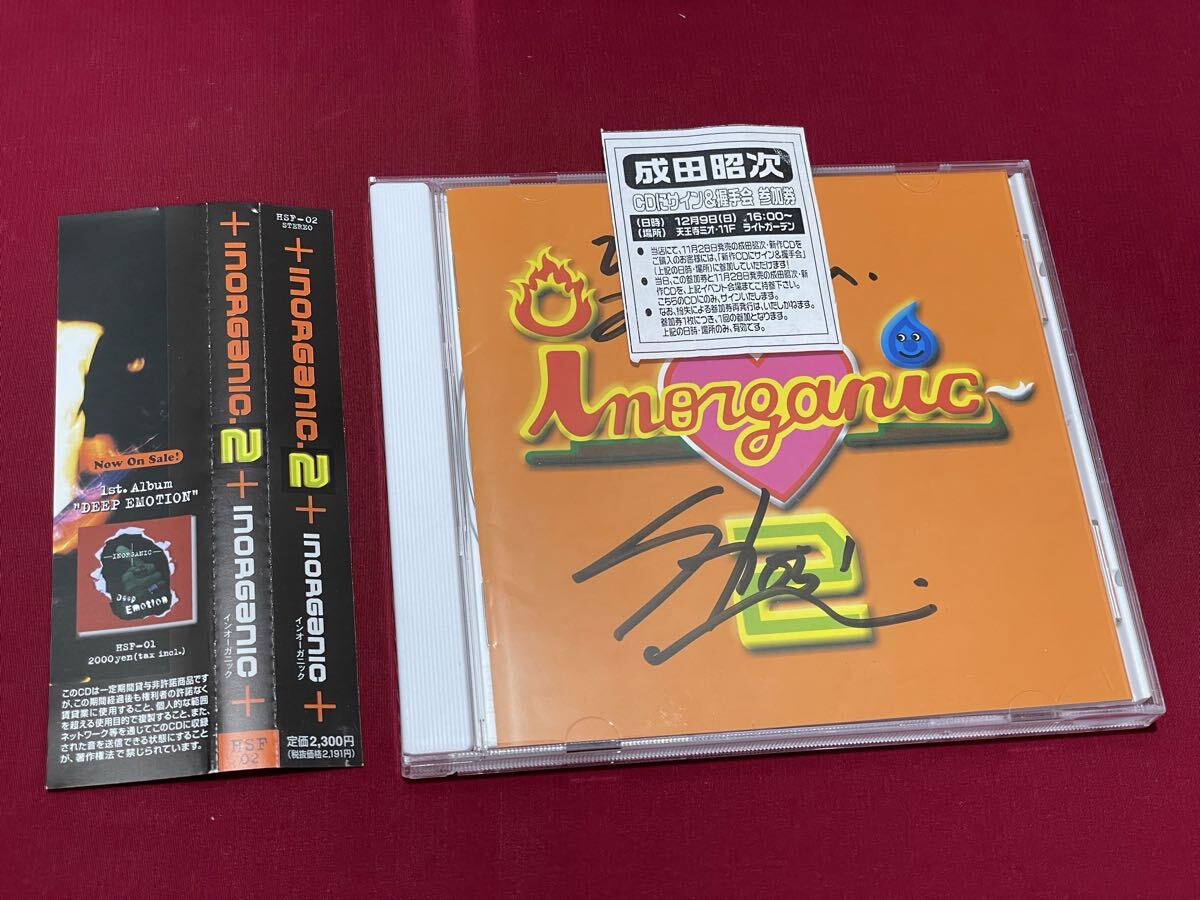 Now On Sale!
1st. Album
"DEEP EMOTION"
INORGANIC
Deep
Emotion
HSF-01
2000yen(tax incl.)
このCDは一定期間貸与非許諾商品です
が、この期間経過後も権利者の許諾なく
賃貸業に使用すること、個人的な範囲
を超える使用目的で複製すること、また、
ネットワーク等を通じてこのCDに収録
された音を送信できる状態にすること
が、著作権法で禁じられています。
+ INORGANIC.2 + INORGANIC +
インオーガニック
HSF
02
HSF-02
STEREO
+ INORGANIC.2 + INORGANIC +
インオーガニック
定価2,300円
(税抜価格2,191円)
成田昭次
CDにサイン&握手会 参加券
(日時) 12月9日(日) 16:00~
(場所) 天王寺ミオ・11F ライトガーデン
● 当店にて、11月28日発売の成田昭次・新作CDを
ご購入のお客様には、「新作CDにサイン&握手会」
(上記の日時・場所)に参加していただけます!
● 当日、この参加券と11月28日発売の成田昭次・新
作CDを、上記イベント会場までご持参下さい。
こちらのCDにのみ、サインいたします。
● なお、紛失による参加券再発行は、いたしかねます。
参加券1枚につき、1回の参加となります。
上記の日時・場所のみ、有効です。
Inorganic
2